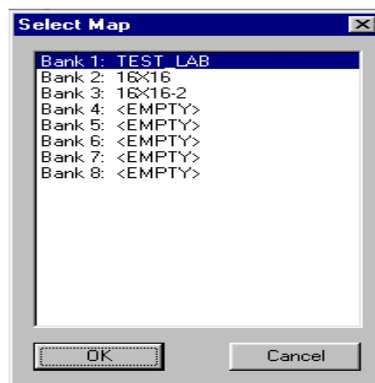 Select Map
Bank 1: TEST_LAB
Bank 2: 16X16
Bank 3: 16X16-2
Bank 4: <EMPTY>
Bank 5: <EMPTY>
Bank 6: <EMPTY>
Bank 7: <EMPTY>
Bank 8: <EMPTY>
OK
Cancel